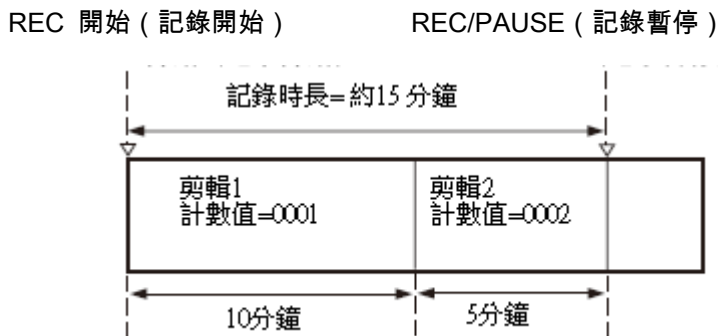 REC 開始（記錄開始） REC/PAUSE（記錄暫停）
記錄時長=約15分鐘
剪輯1 剪輯2
計數值=0001 計數值=0002
10分鐘 5分鐘